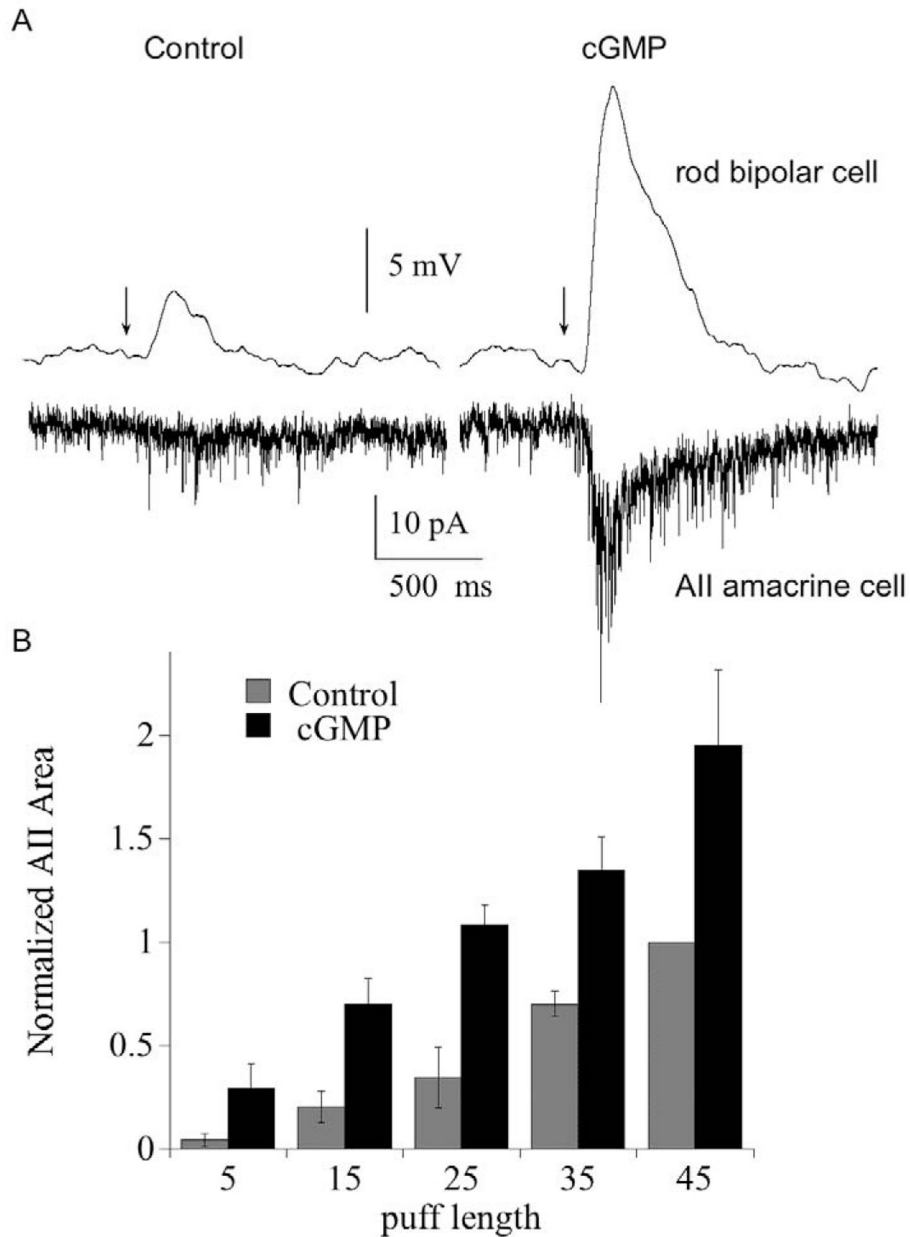 A
Control cGMP
rod bipolar cell
5 mV
10 pA
500 ms
AII amacrine cell
B
Control
cGMP
Normalized AII Area
2
1.5
1
0.5
0
5 15 25 35 45
puff length